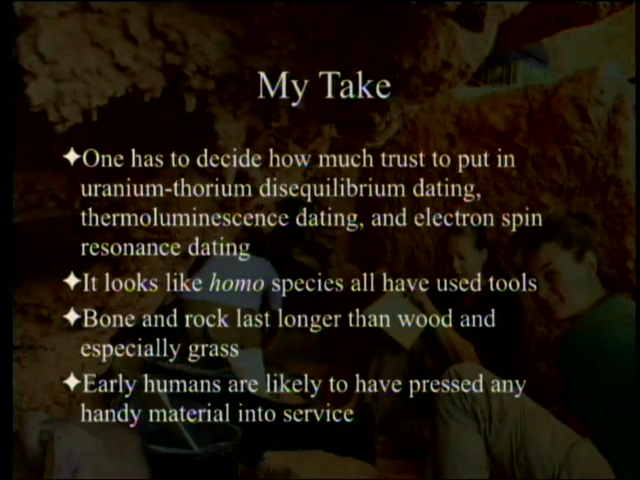 My Take
✦One has to decide how much trust to put in
uranium-thorium disequilibrium dating,
thermoluminescence dating, and electron spin
resonance dating
✦It looks like homo species all have used tools
✦Bone and rock last longer than wood and
especially grass
✦Early humans are likely to have pressed any
handy material into service